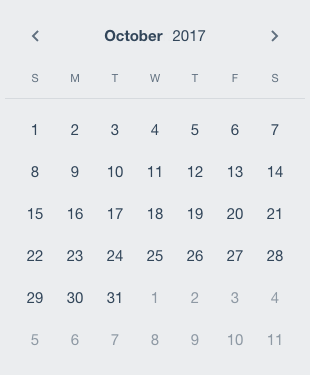 October 2017
S M T W T F S
1 2 3 4 5 6 7
8 9 10 11 12 13 14
15 16 17 18 19 20 21
22 23 24 25 26 27 28
29 30 31 1 2 3 4
5 6 7 8 9 10 11